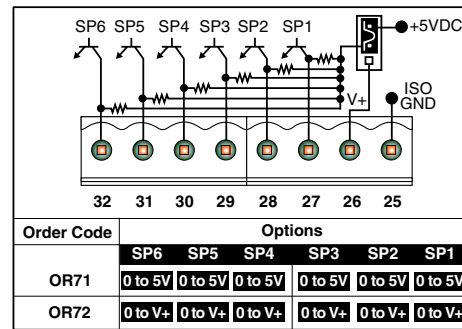 SP6 SP5 SP4 SP3 SP2 SP1
+5VDC
V+
ISO
GND
32 31 30 29 28 27 26 25
Order Code Options
SP6 SP5 SP4 SP3 SP2 SP1
OR71 0 to 5V 0 to 5V 0 to 5V 0 to 5V 0 to 5V 0 to 5V
OR72 0 to V+ 0 to V+ 0 to V+ 0 to V+ 0 to V+ 0 to V+